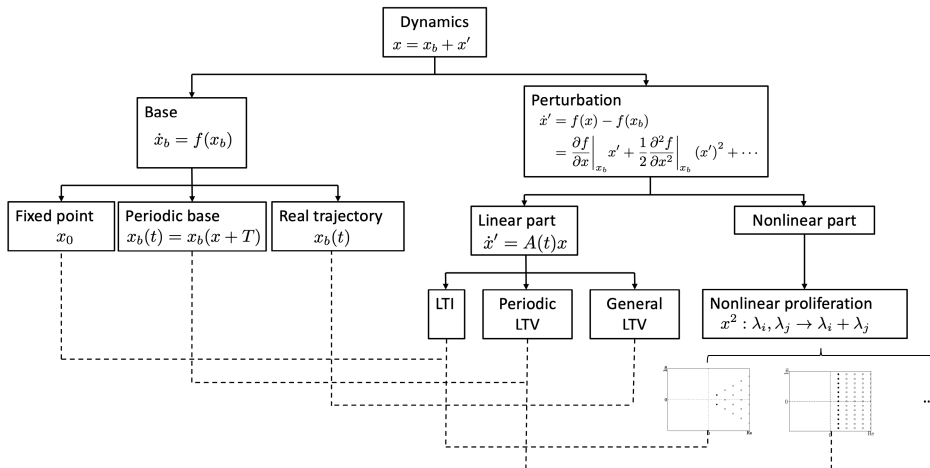 Dynamics
x = x_b + x′
Base
ẋ_b = f(x_b)
Perturbation
ẋ′ = f(x) − f(x_b)
= ∂f/∂x |_{x_b} x′ + 1/2 ∂²f/∂x² |_{x_b} (x′)² + ⋯
Fixed point
x_0
Periodic base
x_b(t) = x_b(x + T)
Real trajectory
x_b(t)
Linear part
ẋ′ = A(t)x
Nonlinear part
LTI
Periodic
LTV
General
LTV
Nonlinear proliferation
x² : λ_i, λ_j → λ_i + λ_j
0
0
..